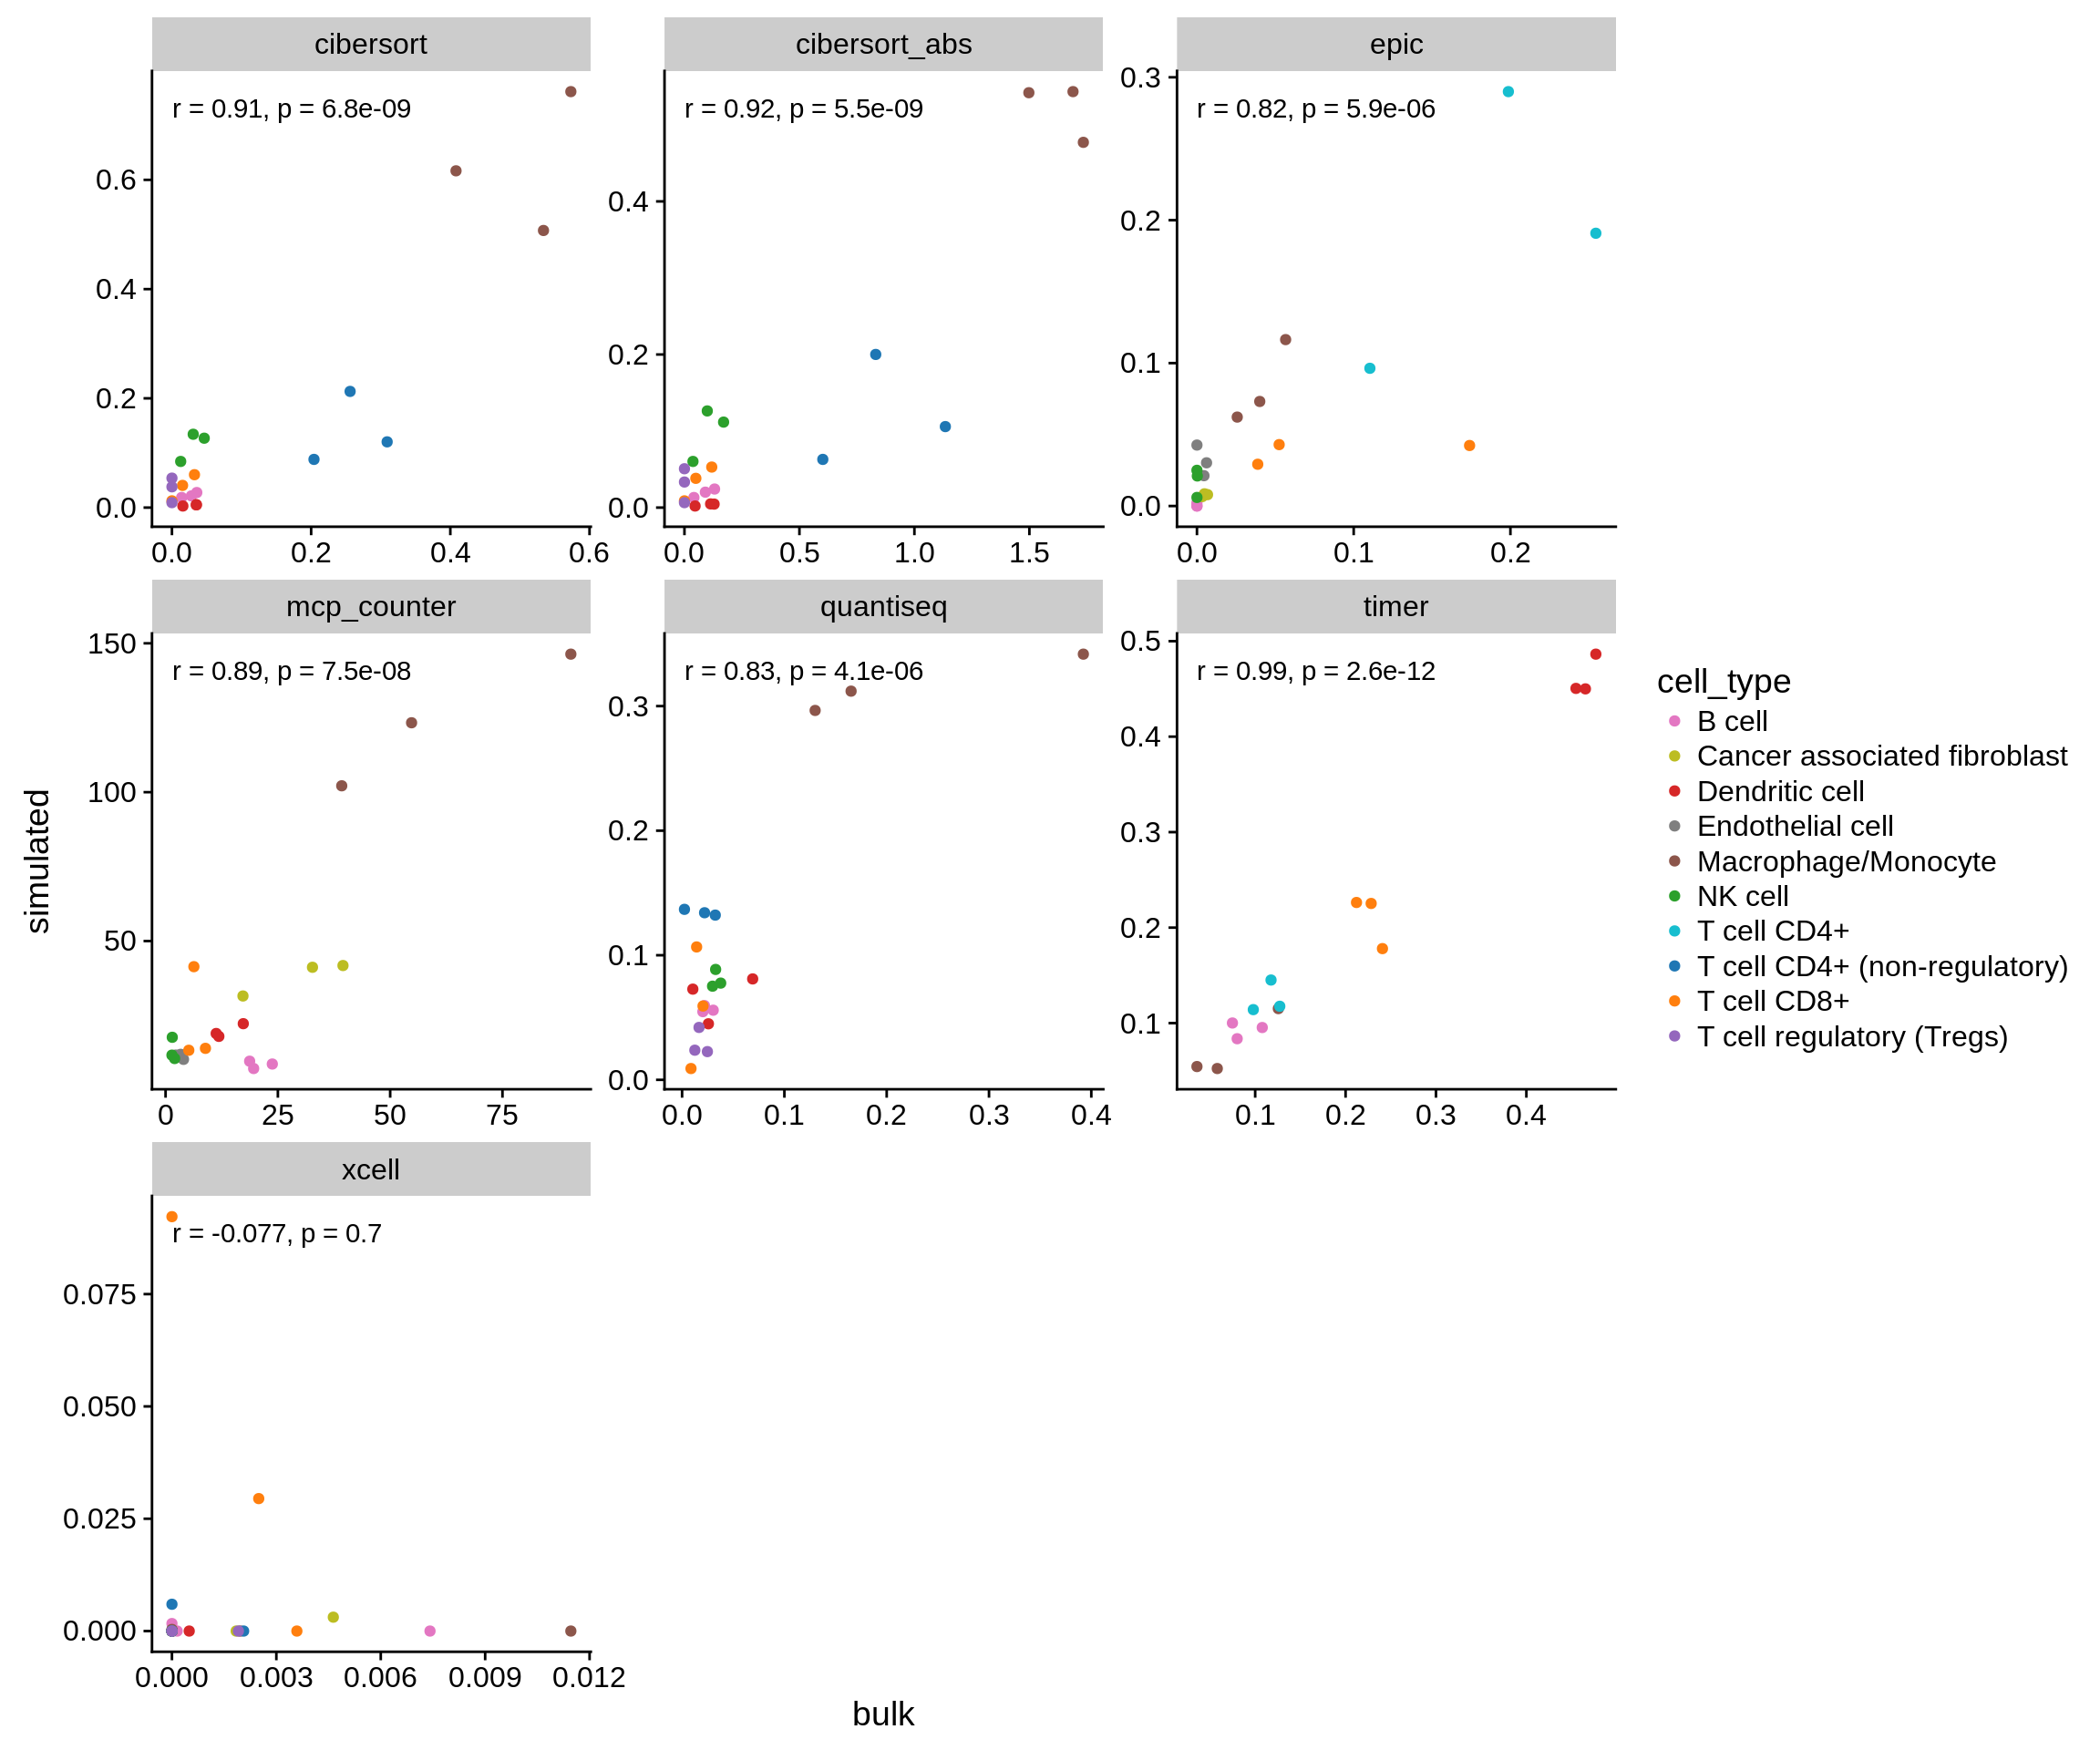 cibersort
cibersort_abs
epic
r = 0.91, p = 6.8e-09
r = 0.92, p = 5.5e-09
r = 0.82, p = 5.9e-06
0.6
0.4
0.2
0.0
0.4
0.2
0.0
0.3
0.2
0.1
0.0
0.0 0.2 0.4 0.6
0.0 0.5 1.0 1.5
0.0 0.1 0.2
mcp_counter
quantiseq
timer
r = 0.89, p = 7.5e-08
r = 0.83, p = 4.1e-06
r = 0.99, p = 2.6e-12
150
100
50
0.3
0.2
0.1
0.0
0.5
0.4
0.3
0.2
0.1
0 25 50 75
0.0 0.1 0.2 0.3 0.4
0.1 0.2 0.3 0.4
xcell
r = -0.077, p = 0.7
0.075
0.050
0.025
0.000
0.000 0.003 0.006 0.009 0.012
simulated
bulk
cell_type
B cell
Cancer associated fibroblast
Dendritic cell
Endothelial cell
Macrophage/Monocyte
NK cell
T cell CD4+
T cell CD4+ (non-regulatory)
T cell CD8+
T cell regulatory (Tregs)